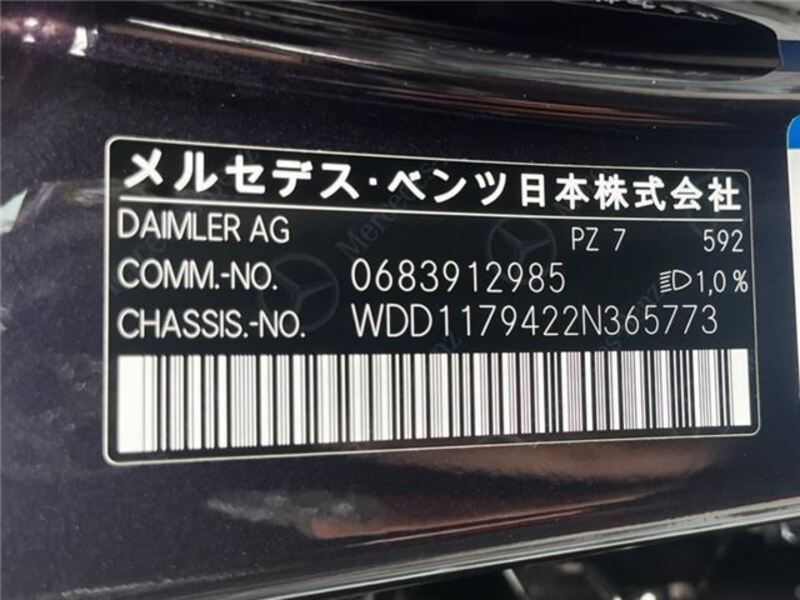 メルセデス・ベンツ日本株式会社
DAIMLER AG PZ 7 592
COMM.-NO. 0683912985 1,0%
CHASSIS.-NO. WDD1179422N365773